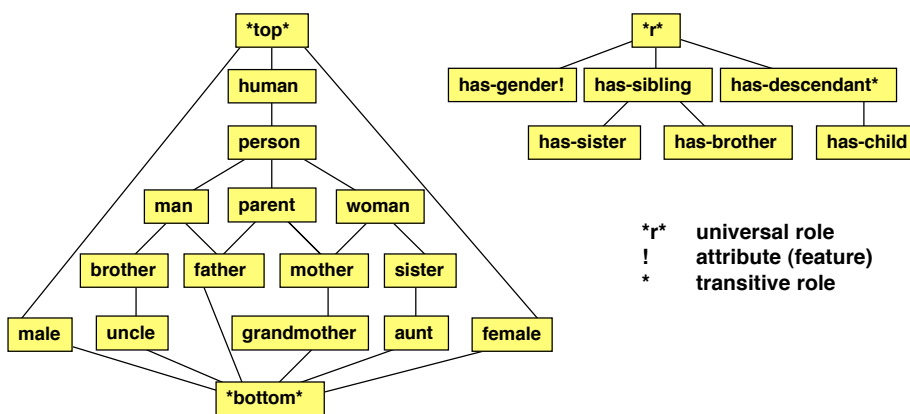 *top*
human
person
man parent woman
brother father mother sister
male uncle grandmother aunt female
*bottom*
*r*
has-gender! has-sibling has-descendant*
has-sister has-brother has-child
*r* universal role
! attribute (feature)
* transitive role